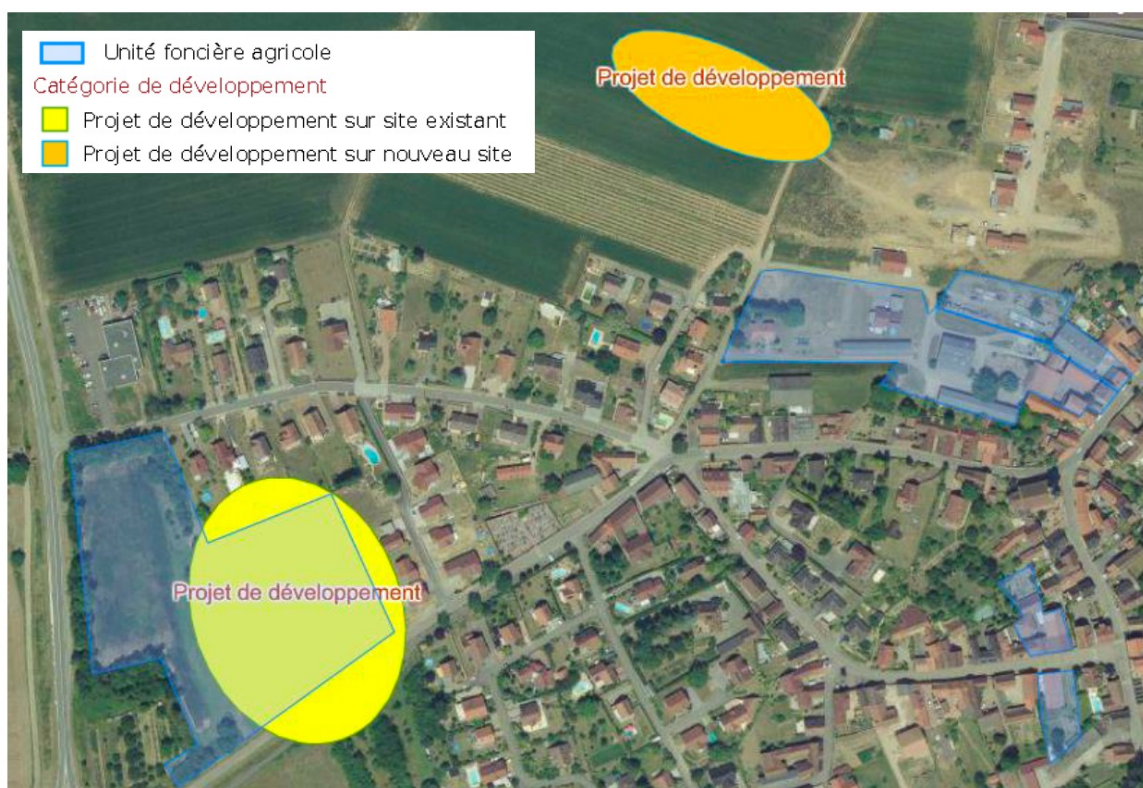 Unité foncière agricole
Catégorie de développement
Projet de développement sur site existant
Projet de développement sur nouveau site
Projet de développement
Projet de développement